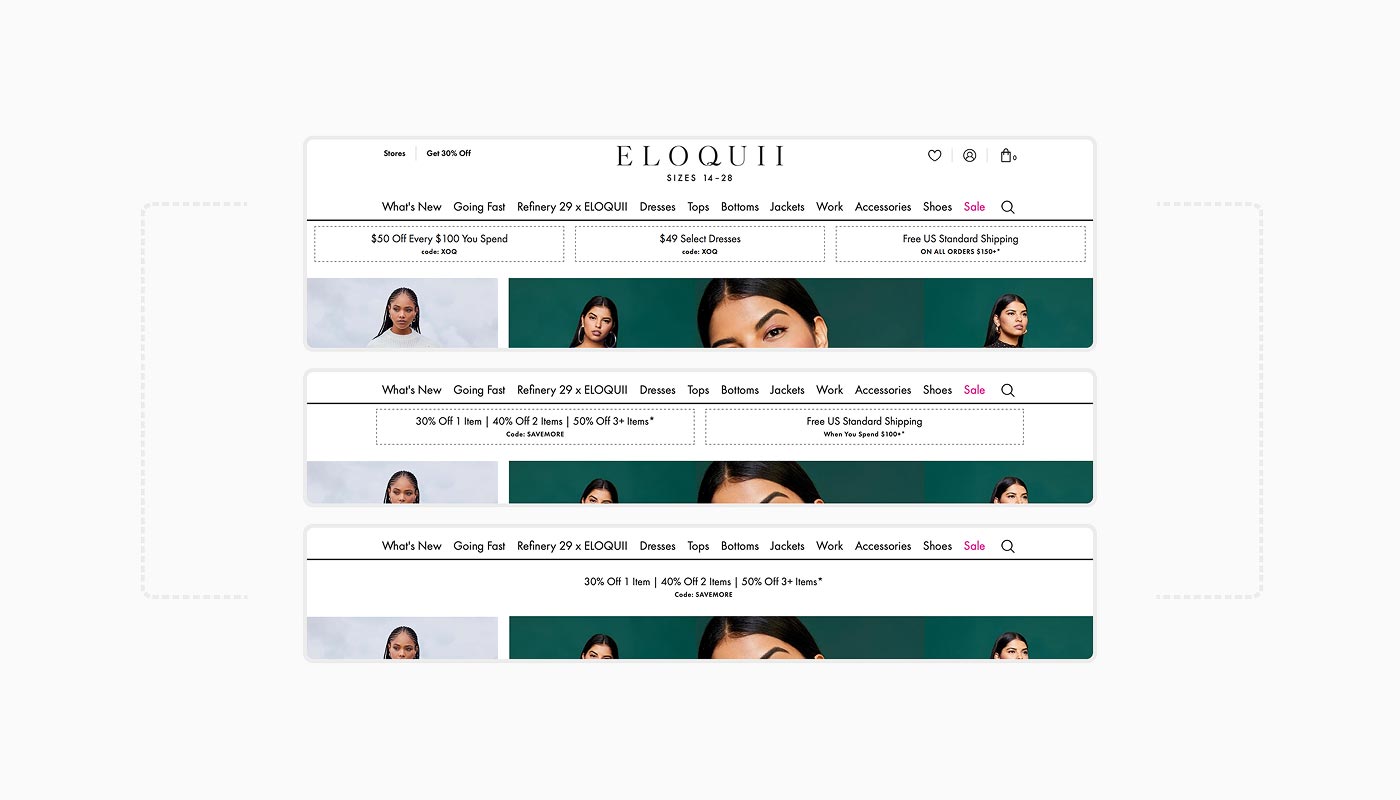 Stores Get 30% Off
ELOQUII
SIZES 14–28
0
What's New Going Fast Refinery 29 x ELOQUII Dresses Tops Bottoms Jackets Work Accessories Shoes Sale
$50 Off Every $100 You Spend
code: XOQ
$49 Select Dresses
code: XOQ
Free US Standard Shipping
ON ALL ORDERS $150+*
What's New Going Fast Refinery 29 x ELOQUII Dresses Tops Bottoms Jackets Work Accessories Shoes Sale
30% Off 1 Item | 40% Off 2 Items | 50% Off 3+ Items*
Code: SAVEMORE
Free US Standard Shipping
When You Spend $100+*
What's New Going Fast Refinery 29 x ELOQUII Dresses Tops Bottoms Jackets Work Accessories Shoes Sale
30% Off 1 Item | 40% Off 2 Items | 50% Off 3+ Items*
Code: SAVEMORE